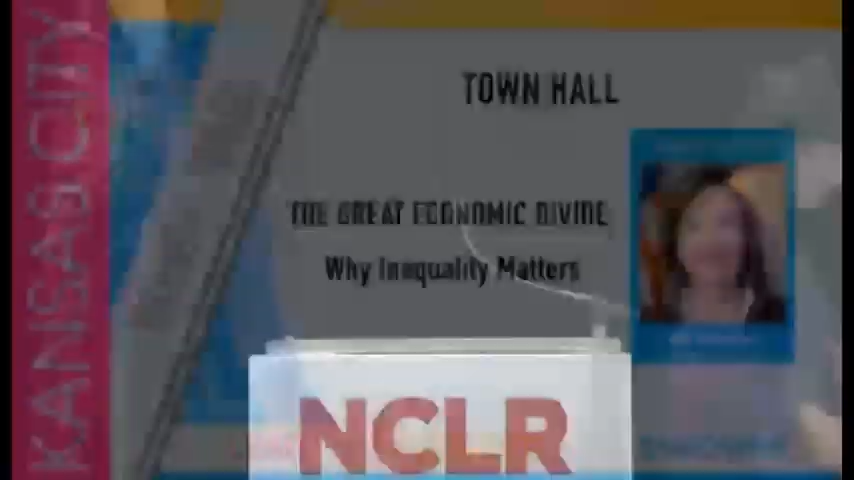 KANSAS CITY
TOWN HALL
THE GREAT ECONOMIC DIVIDE
Why Inequality Matters
NCLR